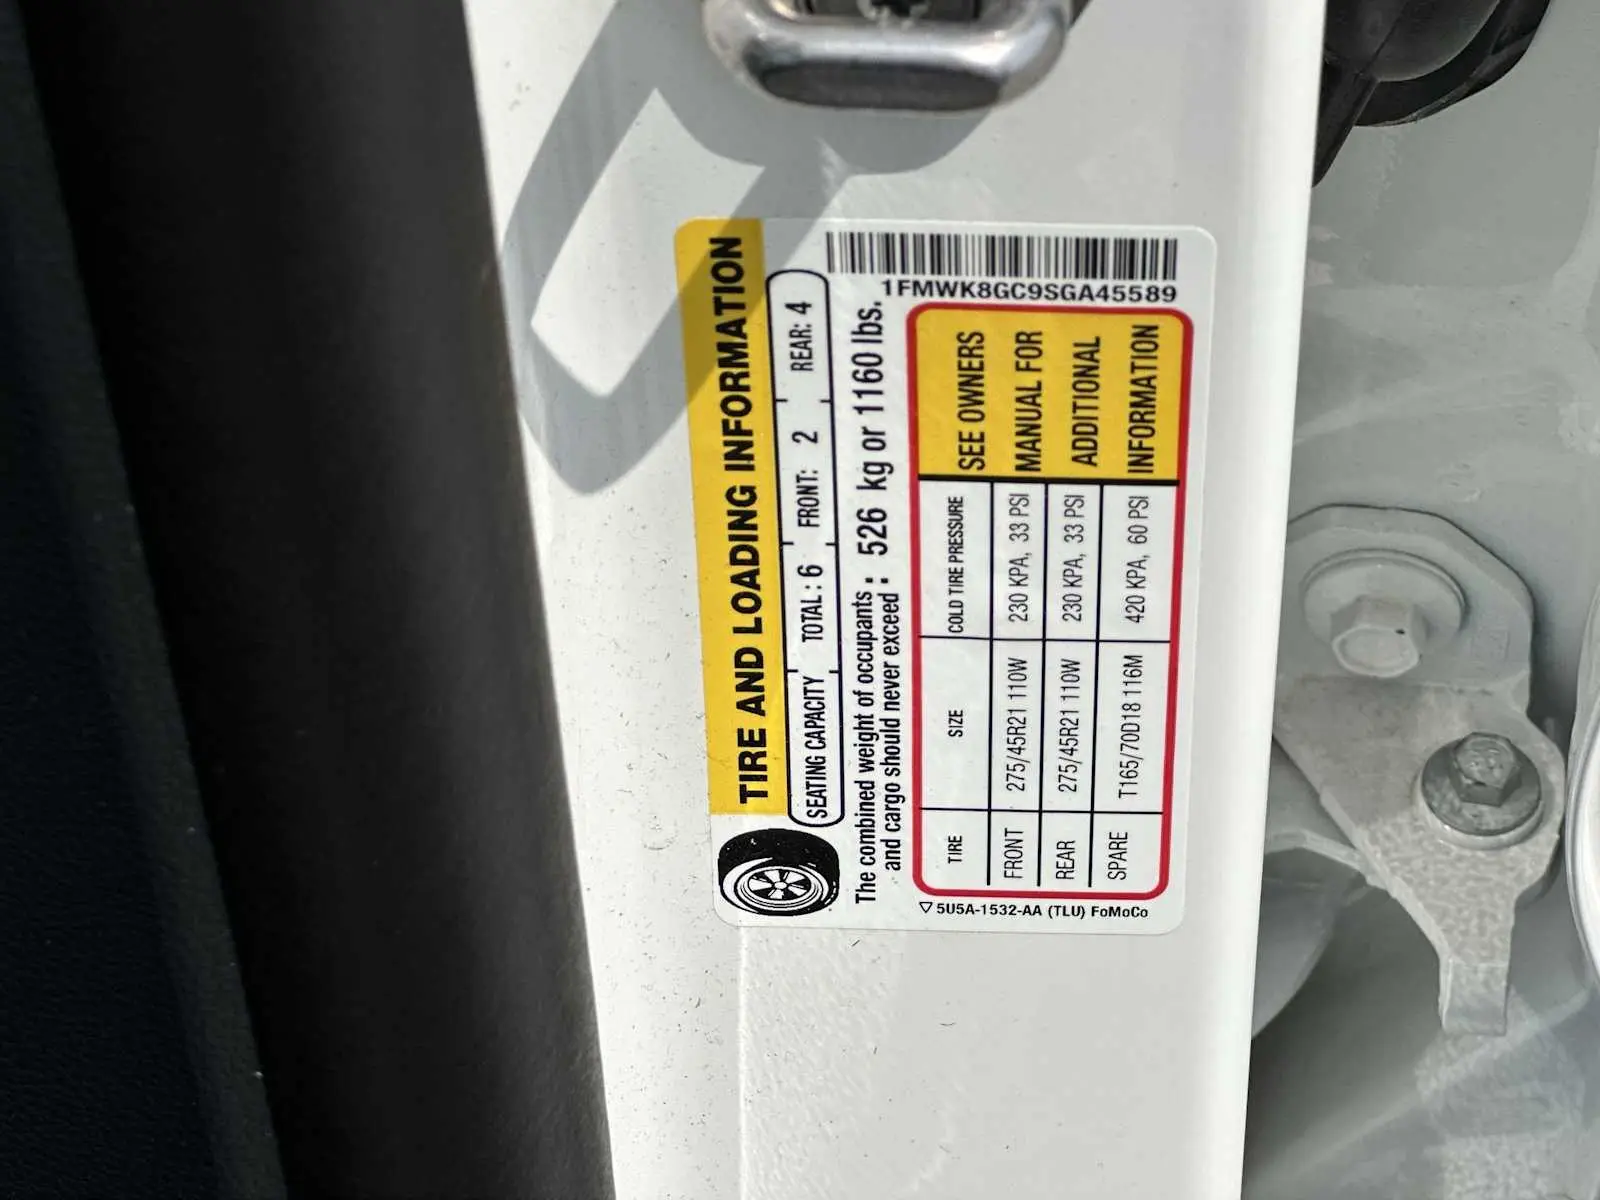 1FMWK8GC9SGA45589
TIRE AND LOADING INFORMATION
SEATING CAPACITY TOTAL: 6 FRONT: 2 REAR: 4
The combined weight of occupants
and cargo should never exceed: 526 kg or 1160 lbs.
TIRE SIZE COLD TIRE PRESSURE
FRONT 275/45R21 110W 230 KPA, 33 PSI
REAR 275/45R21 110W 230 KPA, 33 PSI
SPARE T165/70D18 116M 420 KPA, 60 PSI
SEE OWNERS
MANUAL FOR
ADDITIONAL
INFORMATION
5U5A-1532-AA (TLU) FoMoCo